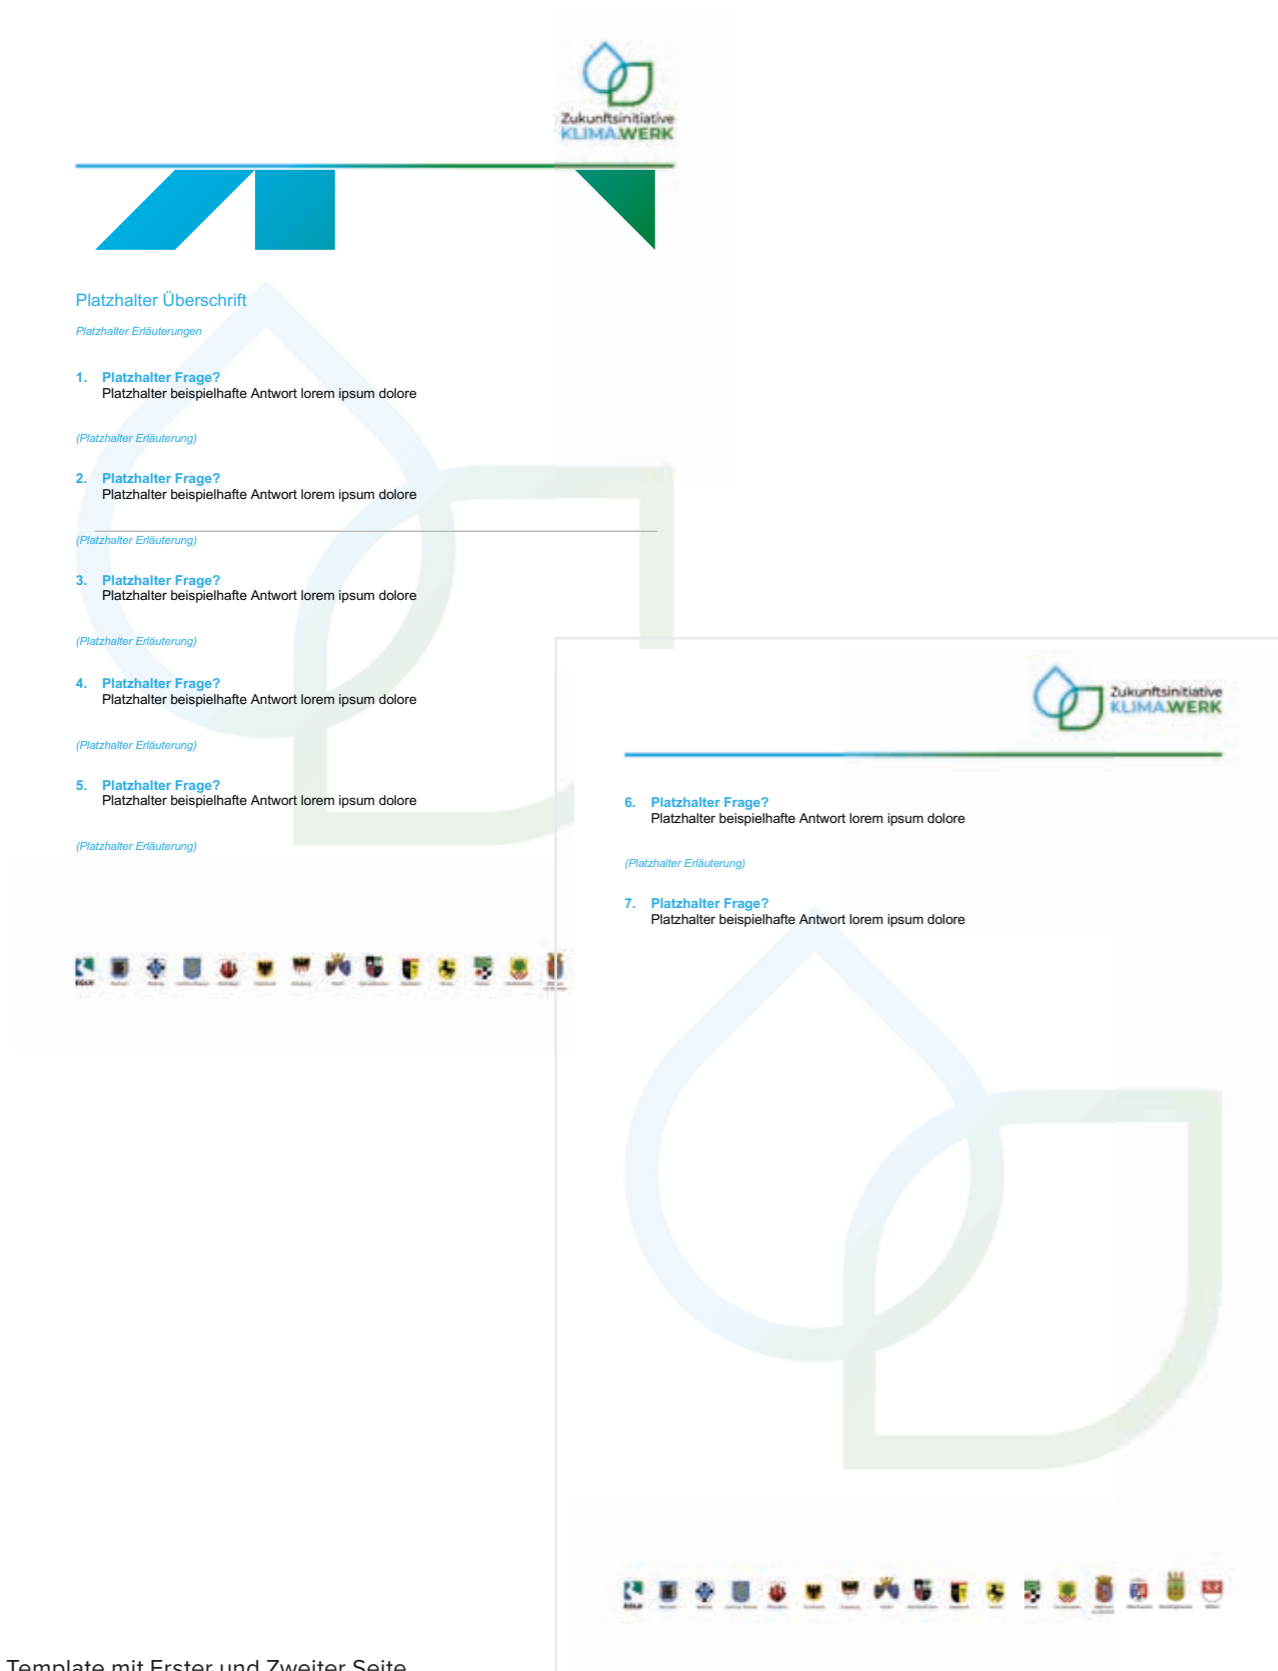 Zukunftsinitiative
KLIMA.WERK
Platzhalter Überschrift
Platzhalter Erläuterungen
1. Platzhalter Frage?
Platzhalter beispielhafte Antwort lorem ipsum dolore
(Platzhalter Erläuterung)
2. Platzhalter Frage?
Platzhalter beispielhafte Antwort lorem ipsum dolore
(Platzhalter Erläuterung)
3. Platzhalter Frage?
Platzhalter beispielhafte Antwort lorem ipsum dolore
(Platzhalter Erläuterung)
4. Platzhalter Frage?
Platzhalter beispielhafte Antwort lorem ipsum dolore
(Platzhalter Erläuterung)
5. Platzhalter Frage?
Platzhalter beispielhafte Antwort lorem ipsum dolore
(Platzhalter Erläuterung)
Zukunftsinitiative
KLIMA.WERK
6. Platzhalter Frage?
Platzhalter beispielhafte Antwort lorem ipsum dolore
(Platzhalter Erläuterung)
7. Platzhalter Frage?
Platzhalter beispielhafte Antwort lorem ipsum dolore
Template mit Erster und Zweiter Seite